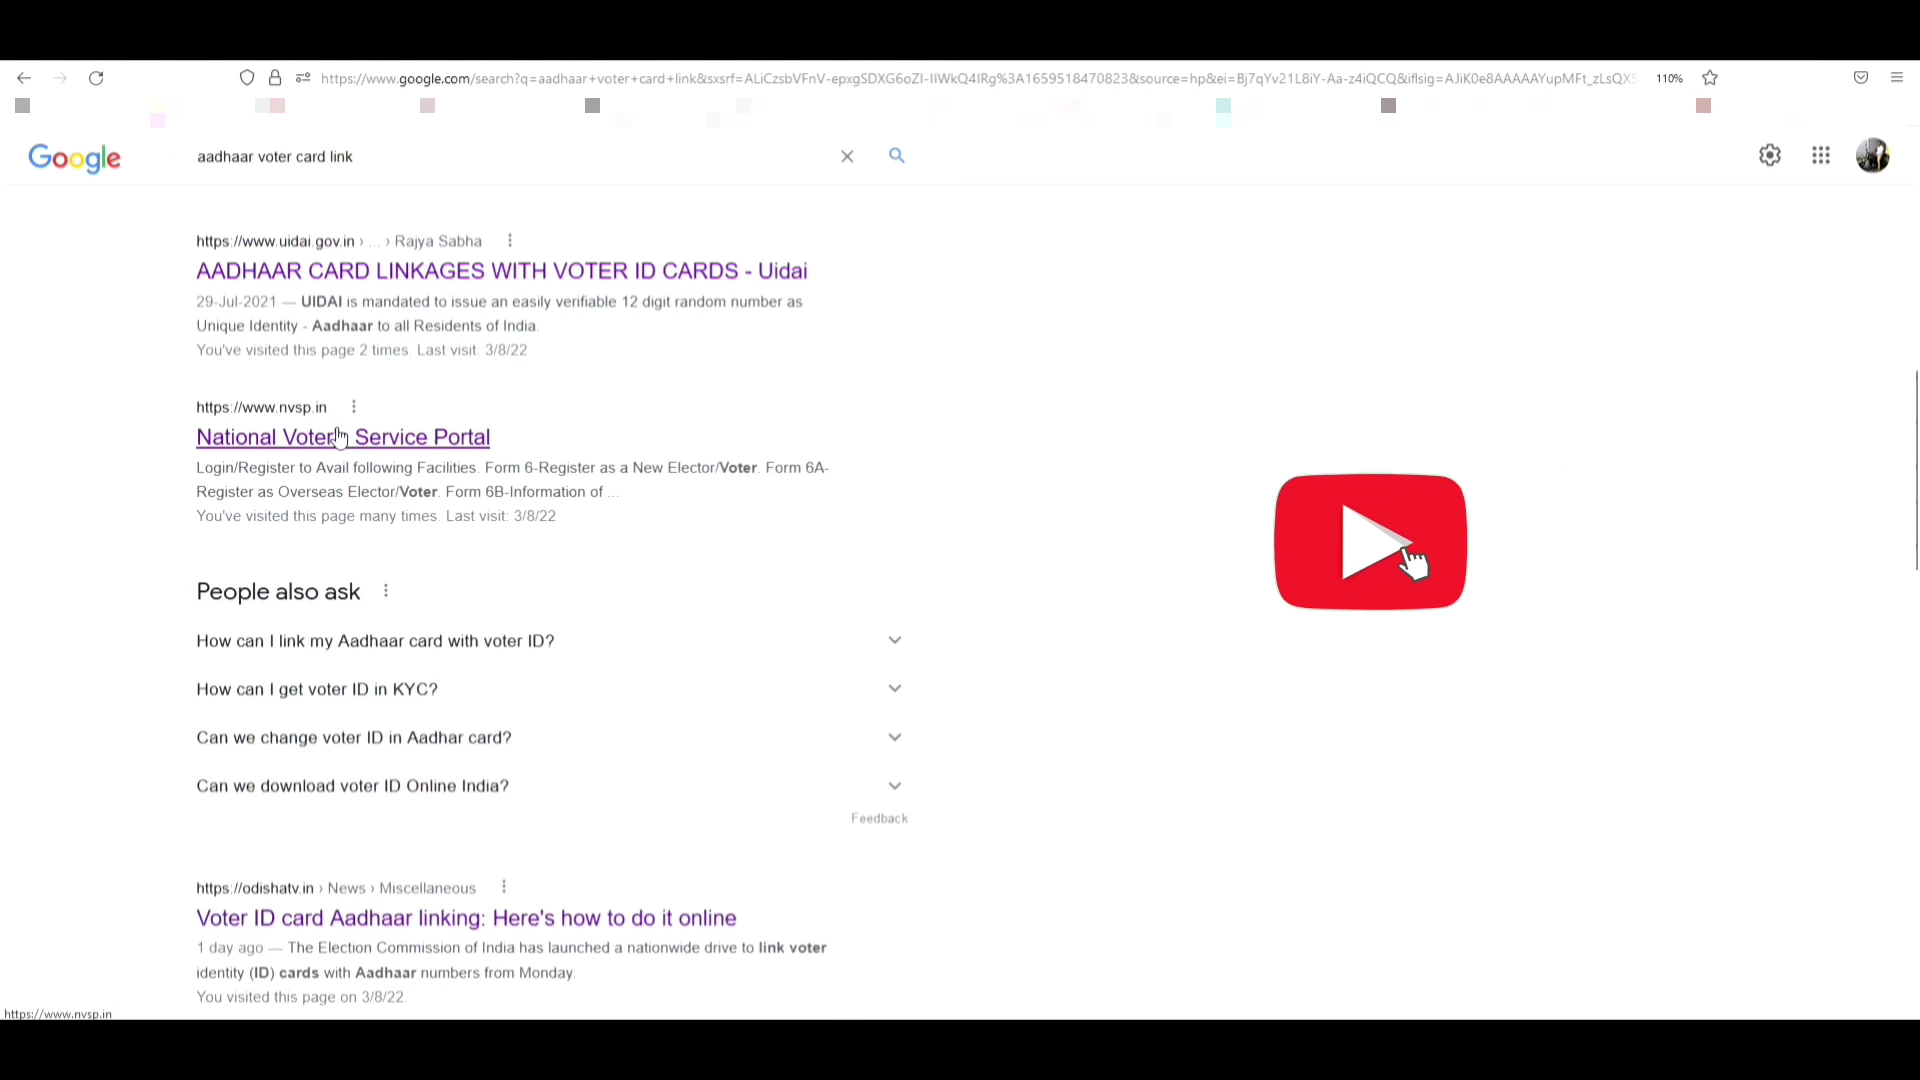 https://www.google.com/search?q=aadhaar+voter+card+link&sxsrf=ALiCzsbVFnV-epxgSDXG6oZI-IIWkQ4IRg%3A1659518470823&source=hp&ei=Bj7qYv21L8iY-Aa-z4iQCQ&iflsig=AJiK0e8AAAAAYupMFt_zLsQX5 110%
Google aadhaar voter card link
https://www.uidai.gov.in › ... › Rajya Sabha
AADHAAR CARD LINKAGES WITH VOTER ID CARDS - Uidai
29-Jul-2021 — UIDAI is mandated to issue an easily verifiable 12 digit random number as
Unique Identity - Aadhaar to all Residents of India.
You've visited this page 2 times. Last visit: 3/8/22
https://www.nvsp.in
National Voter Service Portal
Login/Register to Avail following Facilities. Form 6-Register as a New Elector/Voter. Form 6A-
Register as Overseas Elector/Voter. Form 6B-Information of ...
You've visited this page many times. Last visit: 3/8/22
People also ask
How can I link my Aadhaar card with voter ID?
How can I get voter ID in KYC?
Can we change voter ID in Aadhar card?
Can we download voter ID Online India?
Feedback
https://odishatv.in › News › Miscellaneous
Voter ID card Aadhaar linking: Here's how to do it online
1 day ago — The Election Commission of India has launched a nationwide drive to link voter
identity (ID) cards with Aadhaar numbers from Monday.
You visited this page on 3/8/22.
https://www.nvsp.in